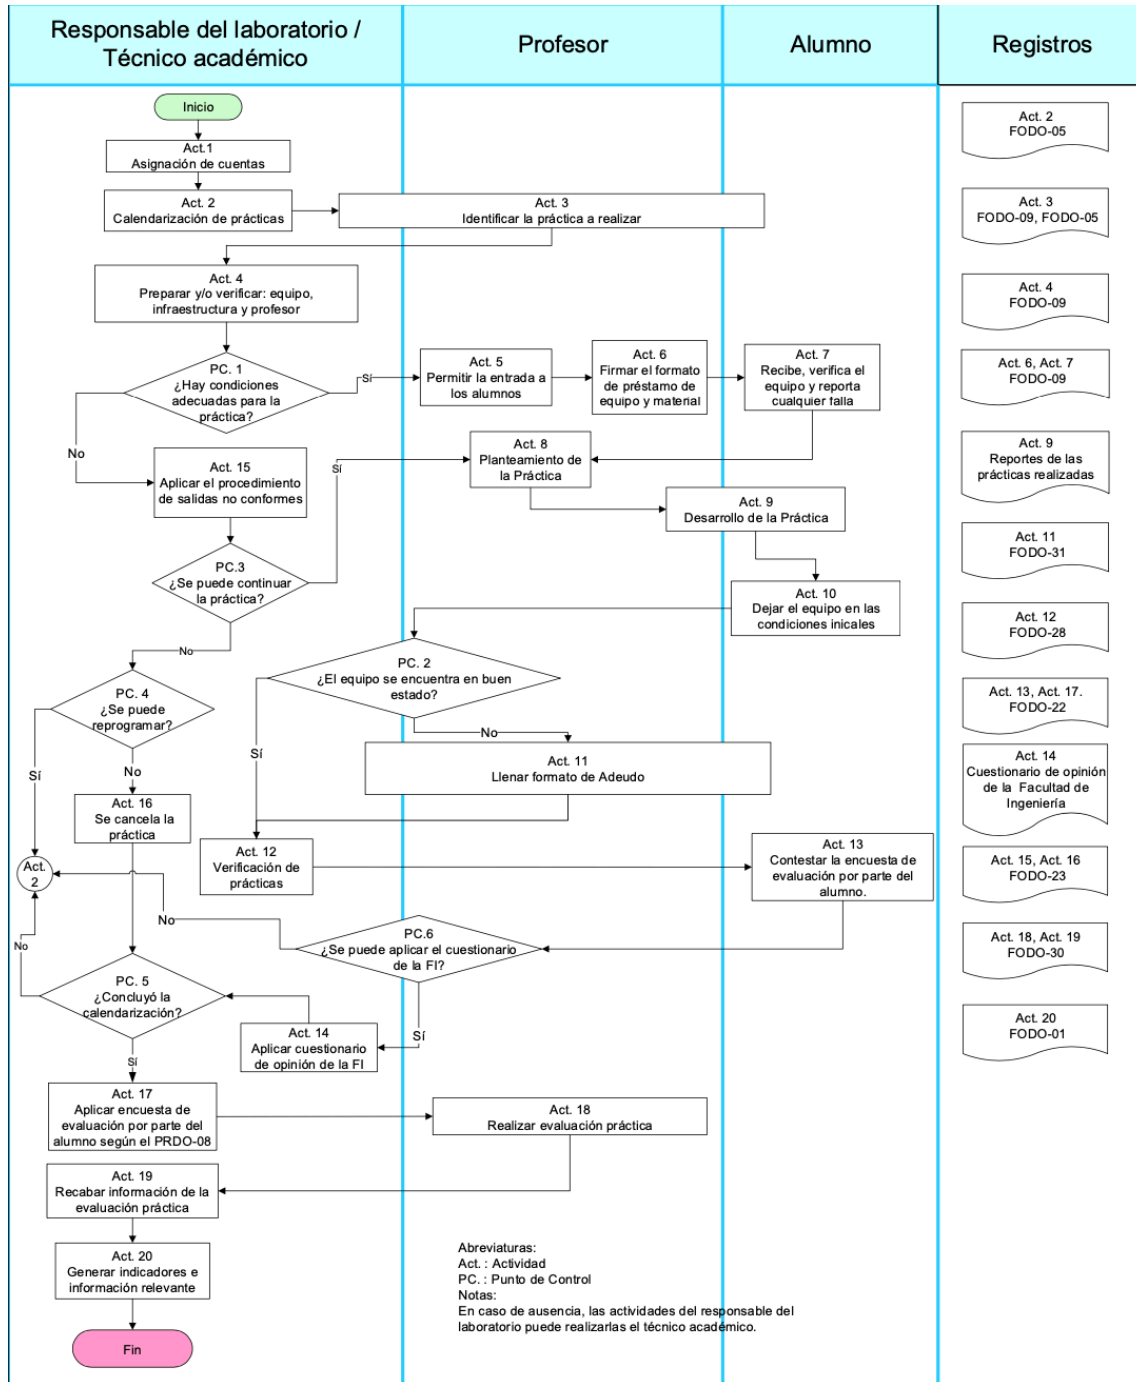 Responsable del laboratorio /
Técnico académico
Profesor
Alumno
Registros
Inicio
Act.1
Asignación de cuentas
Act. 2
Calendarización de prácticas
Act. 3
Identificar la práctica a realizar
Act. 4
Preparar y/o verificar: equipo,
infraestructura y profesor
PC. 1
¿Hay condiciones
adecuadas para la
práctica?
Sí
No
Act. 5
Permitir la entrada a
los alumnos
Act. 6
Firmar el formato
de préstamo de
equipo y material
Act. 7
Recibe, verifica el
equipo y reporta
cualquier falla
Act. 8
Planteamiento de
la Práctica
Act. 15
Aplicar el procedimiento
de salidas no conformes
Sí
Act. 9
Desarrollo de la Práctica
PC.3
¿Se puede continuar
la práctica?
No
Act. 10
Dejar el equipo en las
condiciones inicales
PC. 2
¿El equipo se encuentra en buen
estado?
No
Sí
PC. 4
¿Se puede
reprogramar?
Sí
No
Act. 11
Llenar formato de Adeudo
Act. 16
Se cancela la
práctica
Act. 12
Verificación de
prácticas
Act. 13
Contestar la encuesta de
evaluación por parte del
alumno.
Act.
2
No
No
PC.6
¿Se puede aplicar el cuestionario
de la FI?
Sí
PC. 5
¿Concluyó la
calendarización?
Sí
Act. 14
Aplicar cuestionario
de opinión de la FI
Act. 17
Aplicar encuesta de
evaluación por parte del
alumno según el PRDO-08
Act. 18
Realizar evaluación práctica
Act. 19
Recabar información de la
evaluación práctica
Act. 20
Generar indicadores e
información relevante
Fin
Abreviaturas:
Act. : Actividad
PC. : Punto de Control
Notas:
En caso de ausencia, las actividades del responsable del
laboratorio puede realizarlas el técnico académico.
Act. 2
FODO-05
Act. 3
FODO-09, FODO-05
Act. 4
FODO-09
Act. 6, Act. 7
FODO-09
Act. 9
Reportes de las
prácticas realizadas
Act. 11
FODO-31
Act. 12
FODO-28
Act. 13, Act. 17.
FODO-22
Act. 14
Cuestionario de opinión
de la Facultad de
Ingeniería
Act. 15, Act. 16
FODO-23
Act. 18, Act. 19
FODO-30
Act. 20
FODO-01